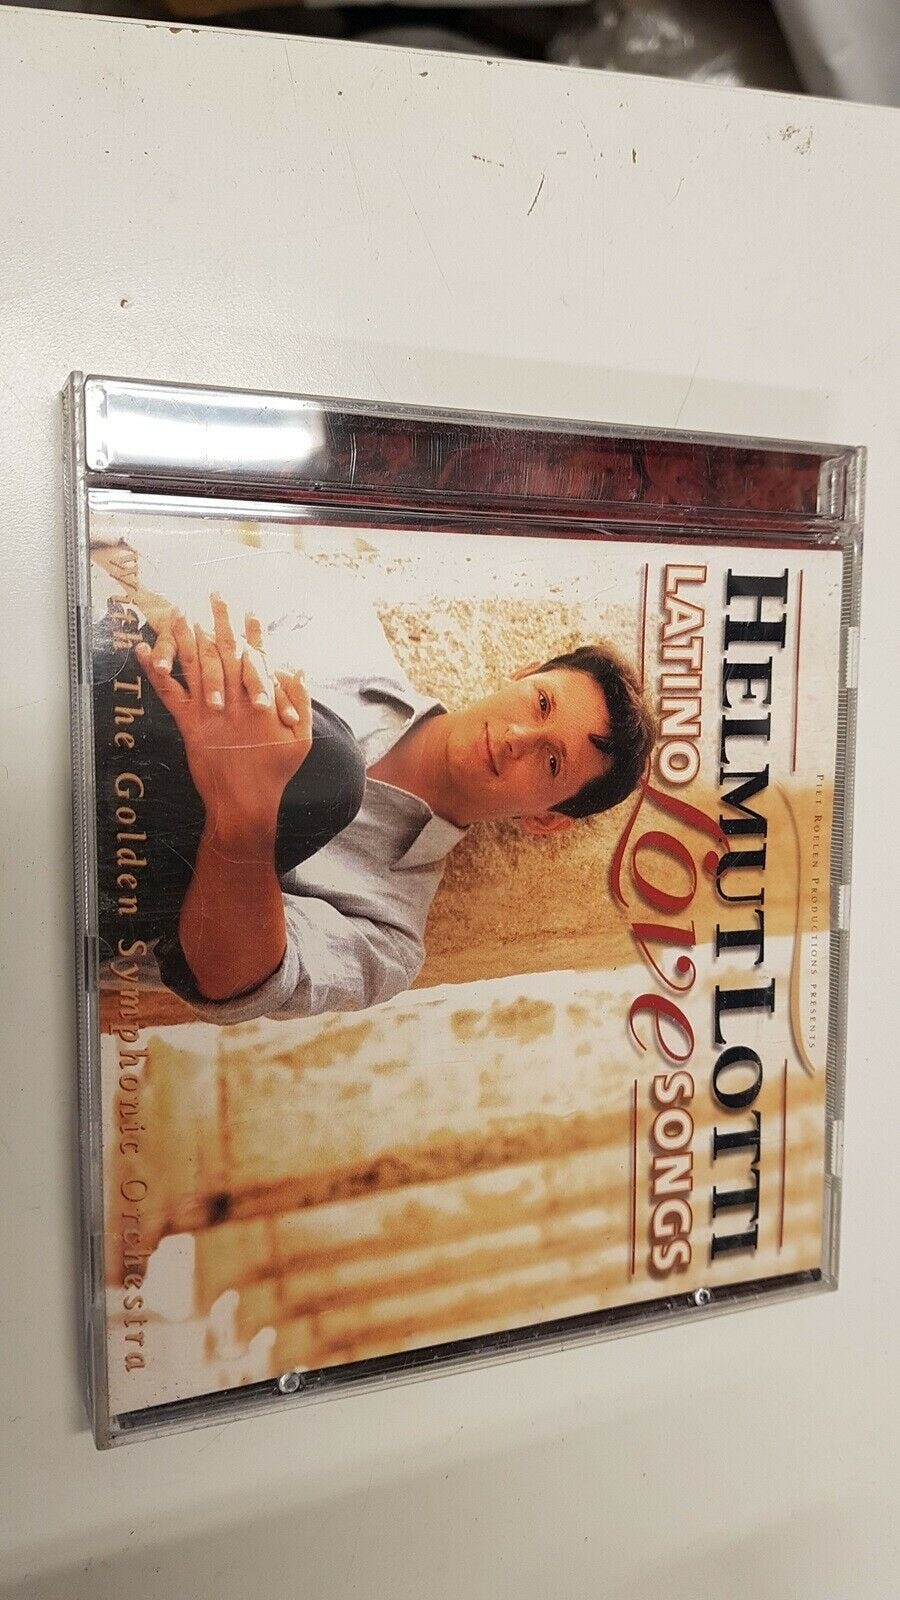 PIET ROELEN PRODUCTIONS PRESENTS
HELMUT LOTTI
LATINO Love SONGS
With The Golden Symphonic Orchestra